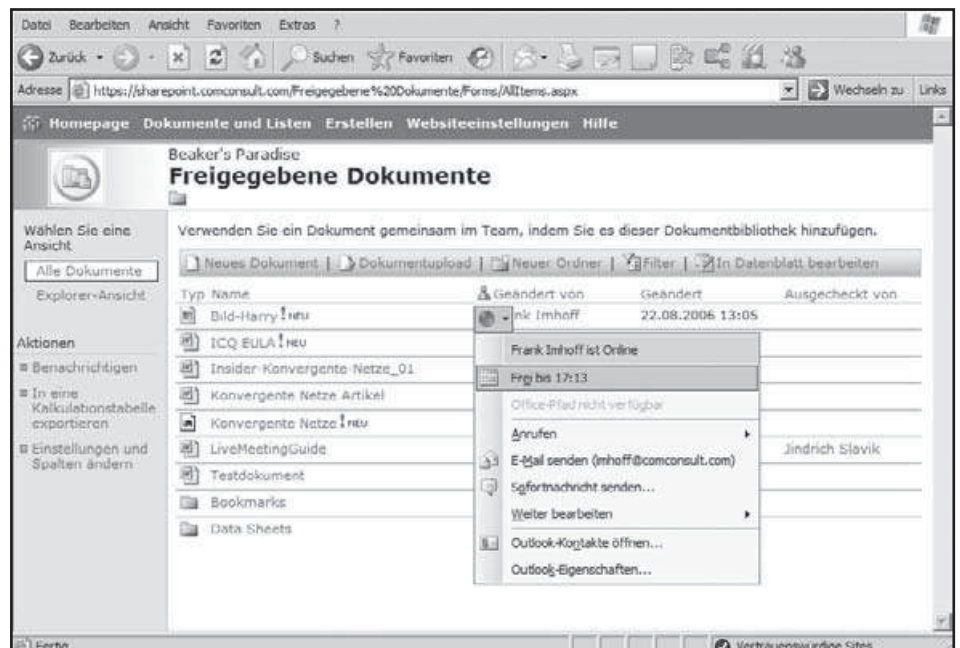 Datei Bearbeiten Ansicht Favoriten Extras ?
Zurück Suchen Favoriten
Adresse https://sharepoint.comconsult.com/Freigegebene%20Dokumente/Forms/AllItems.aspx Wechseln zu Links
Homepage Dokumente und Listen Erstellen Websiteeinstellungen Hilfe
Beaker's Paradise
Freigegebene Dokumente
Wählen Sie eine Ansicht
Alle Dokumente
Explorer-Ansicht
Aktionen
Benachrichtigen
In eine
Kalkulationstabelle
exportieren
Einstellungen und
Spalten ändern
Verwenden Sie ein Dokument gemeinsam im Team, indem Sie es dieser Dokumentbibliothek hinzufügen.
Neues Dokument | Dokumentupload | Neuer Ordner | Filter | In Datenblatt bearbeiten
Typ Name Geändert von Geändert Ausgecheckt von
Bild-Harry ! NEU nk Imhoff 22.08.2006 13:05
ICQ EULA ! NEU
Insider-Konvergente-Netze_01
Konvergente Netze Artikel
Konvergente Netze ! NEU
LiveMeetingGuide Jindrich Slavik
Testdokument
Bookmarks
Data Sheets
Frank Imhoff ist Online
Frei bis 17:13
Office-Pfad nicht verfügbar
Anrufen
E-Mail senden (imhoff@comconsult.com)
Sofortnachricht senden...
Weiter bearbeiten
Outlook-Kontakte öffnen...
Outlook-Eigenschaften...
Fertig Vertrauenswürdige Sites